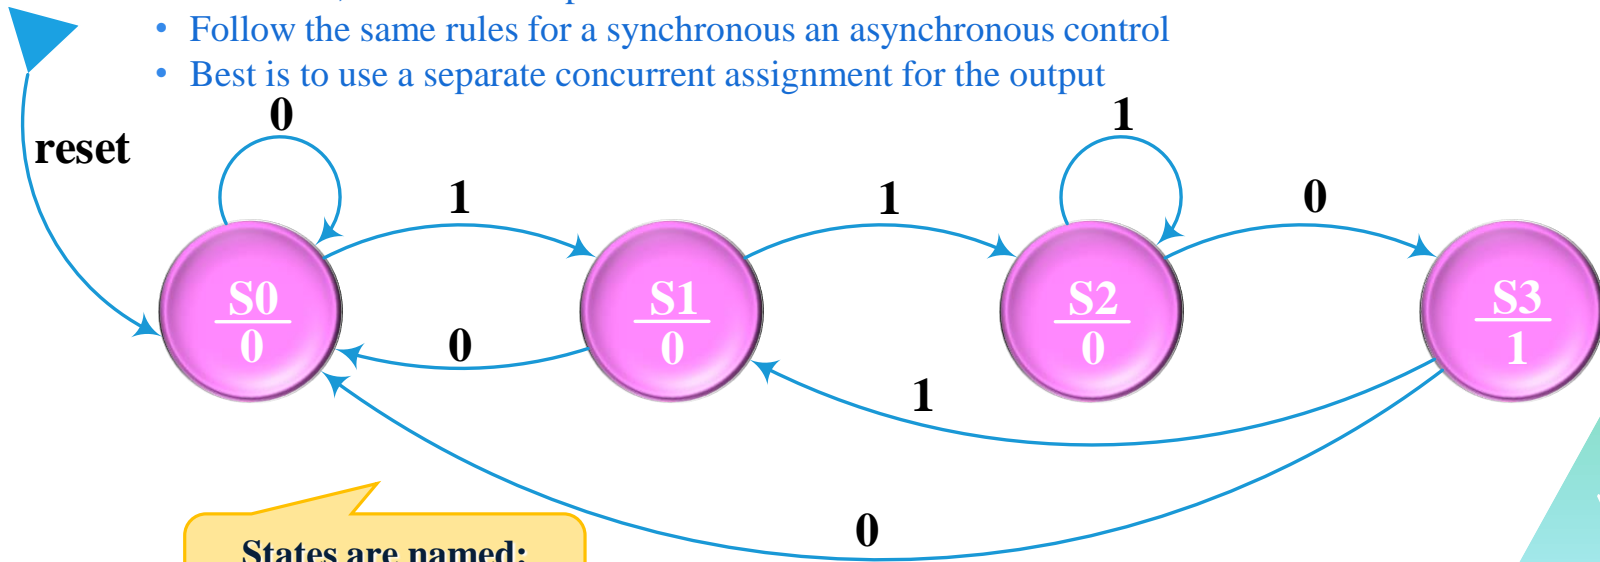 • Follow the same rules for a synchronous an asynchronous control
• Best is to use a separate concurrent assignment for the output
0
1
reset
1
1
0
S0
0
S1
0
S2
0
S3
1
0
1
0
States are named: